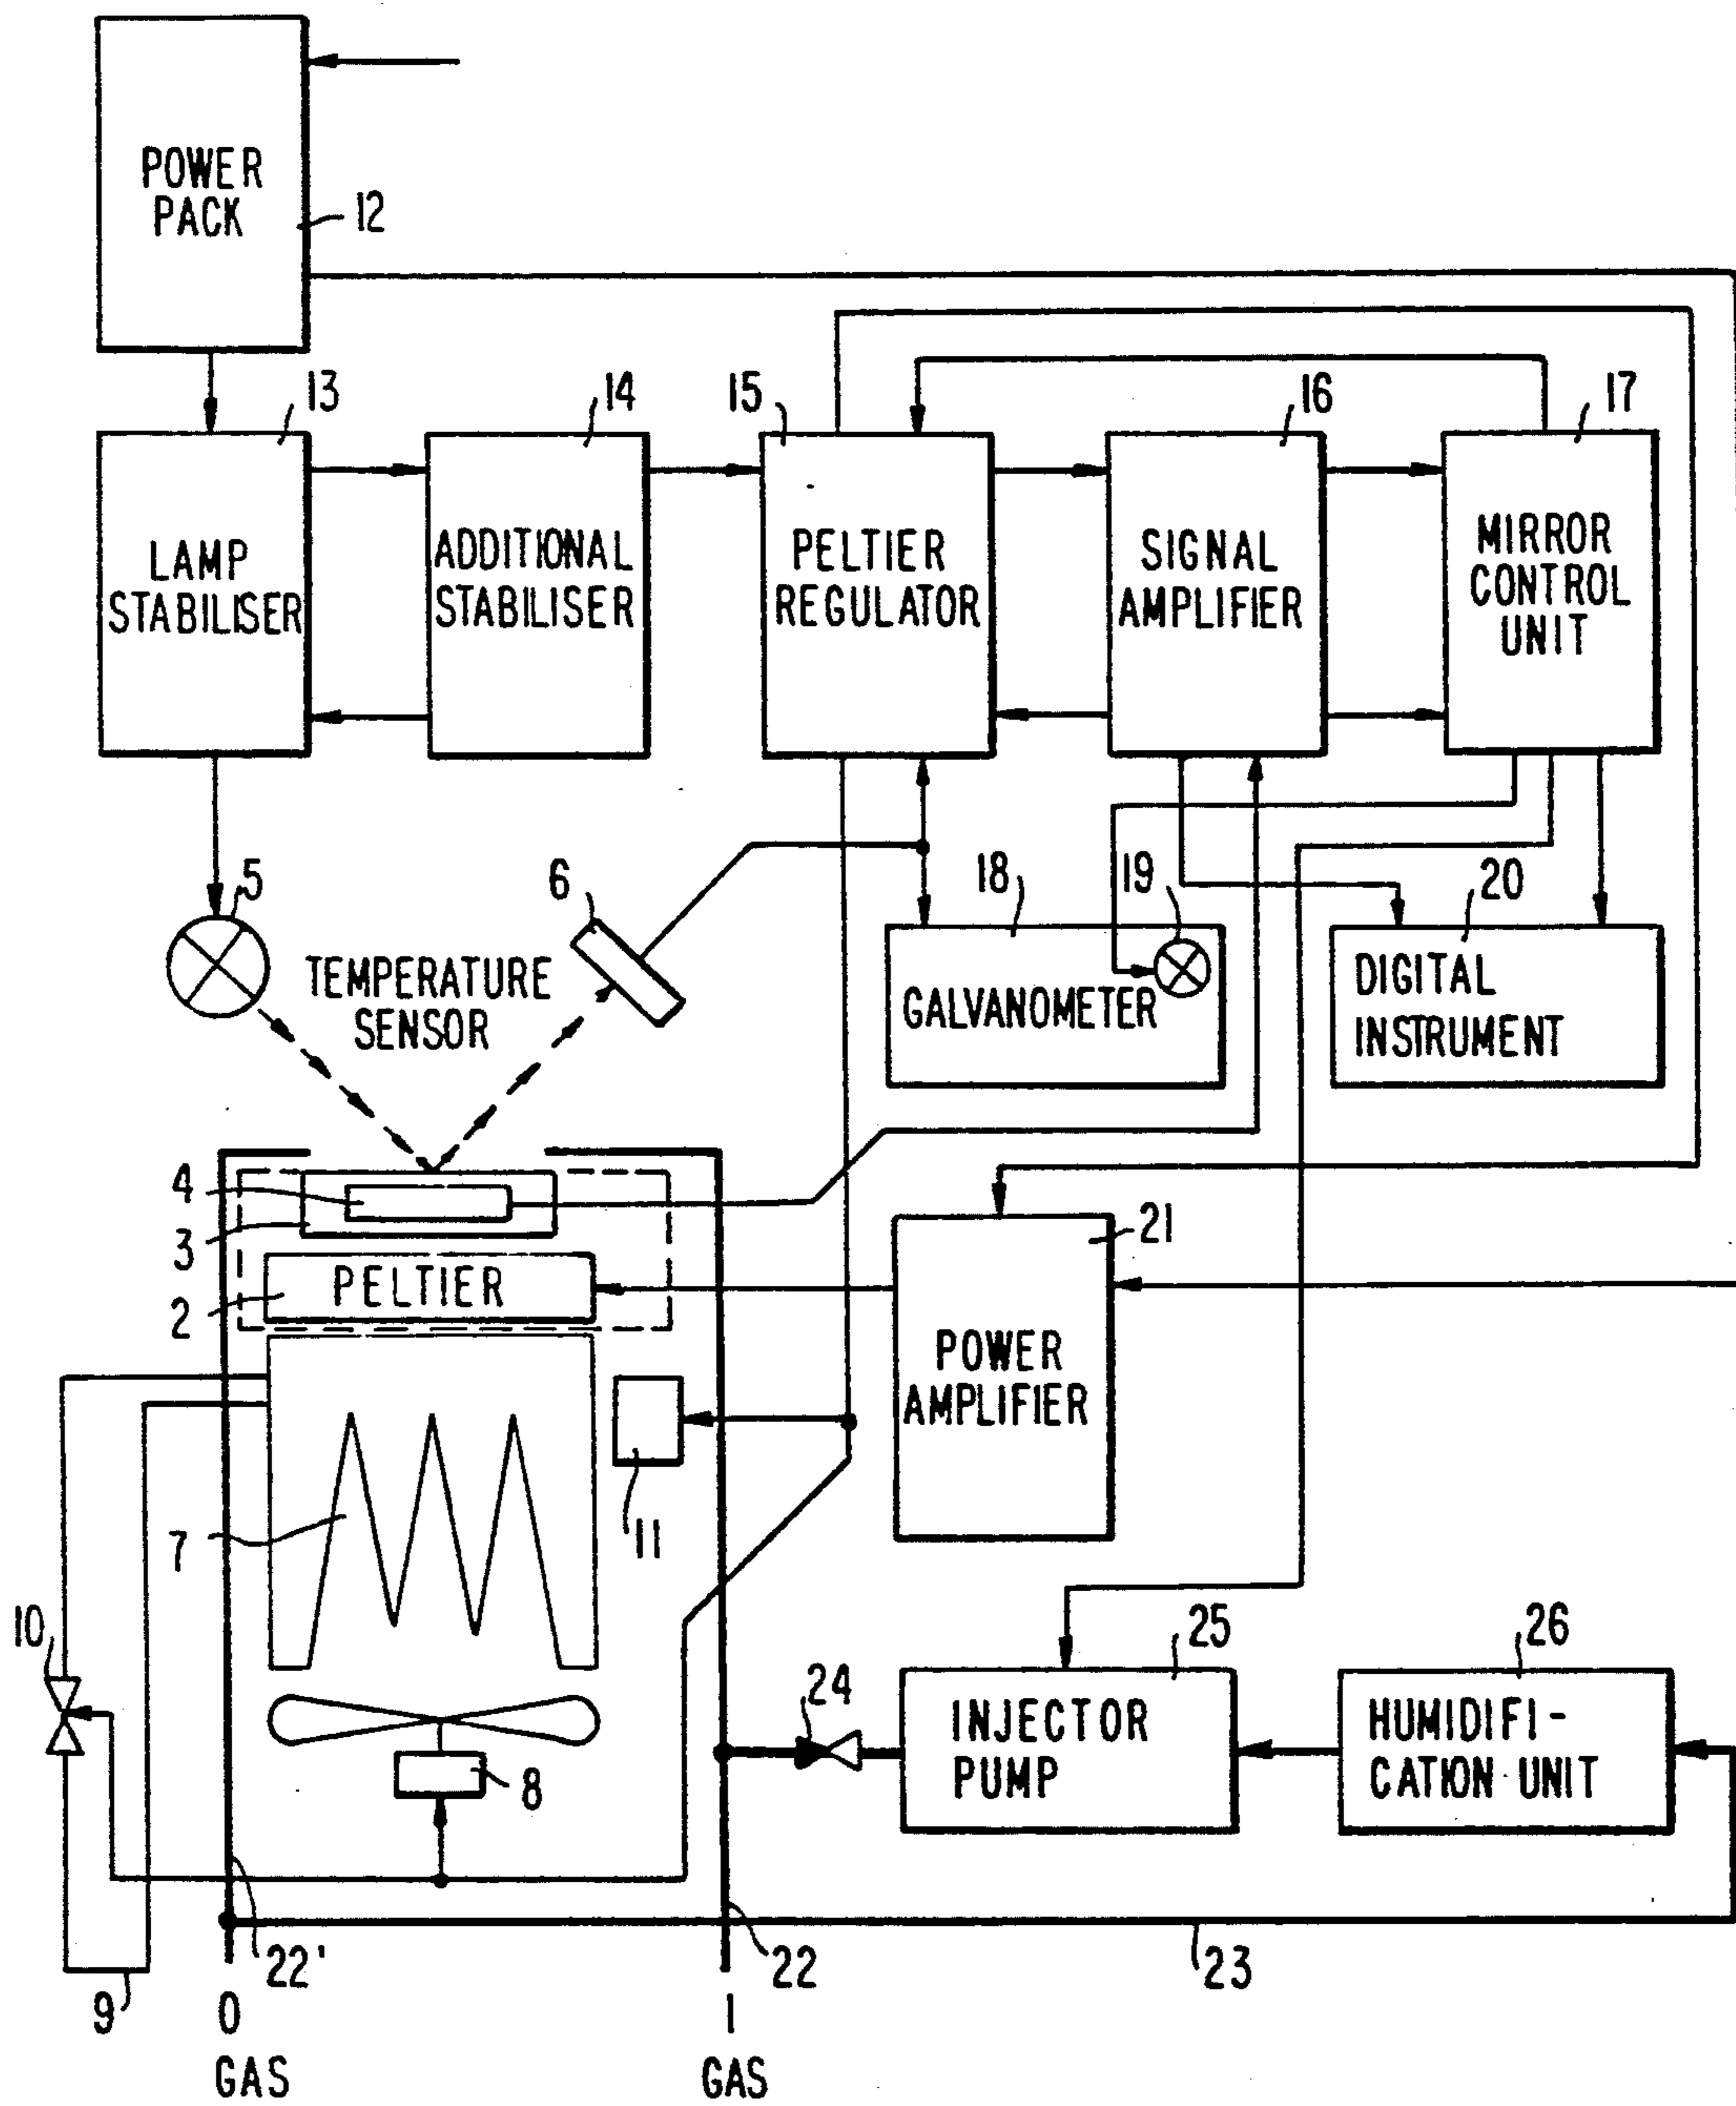 POWER
PACK
12
13
14
15
16
17
LAMP
STABILISER
ADDITIONAL
STABILISER
PELTIER
REGULATOR
SIGNAL
AMPLIFIER
MIRROR
CONTROL
UNIT
5
TEMPERATURE
SENSOR
6
18
19
20
GALVANOMETER
DIGITAL
INSTRUMENT
4
3
2
PELTIER
21
POWER
AMPLIFIER
7
11
10
8
24
25
26
INJECTOR
PUMP
HUMIDIFI-
CATION UNIT
9
22'
22
23
0
GAS
1
GAS